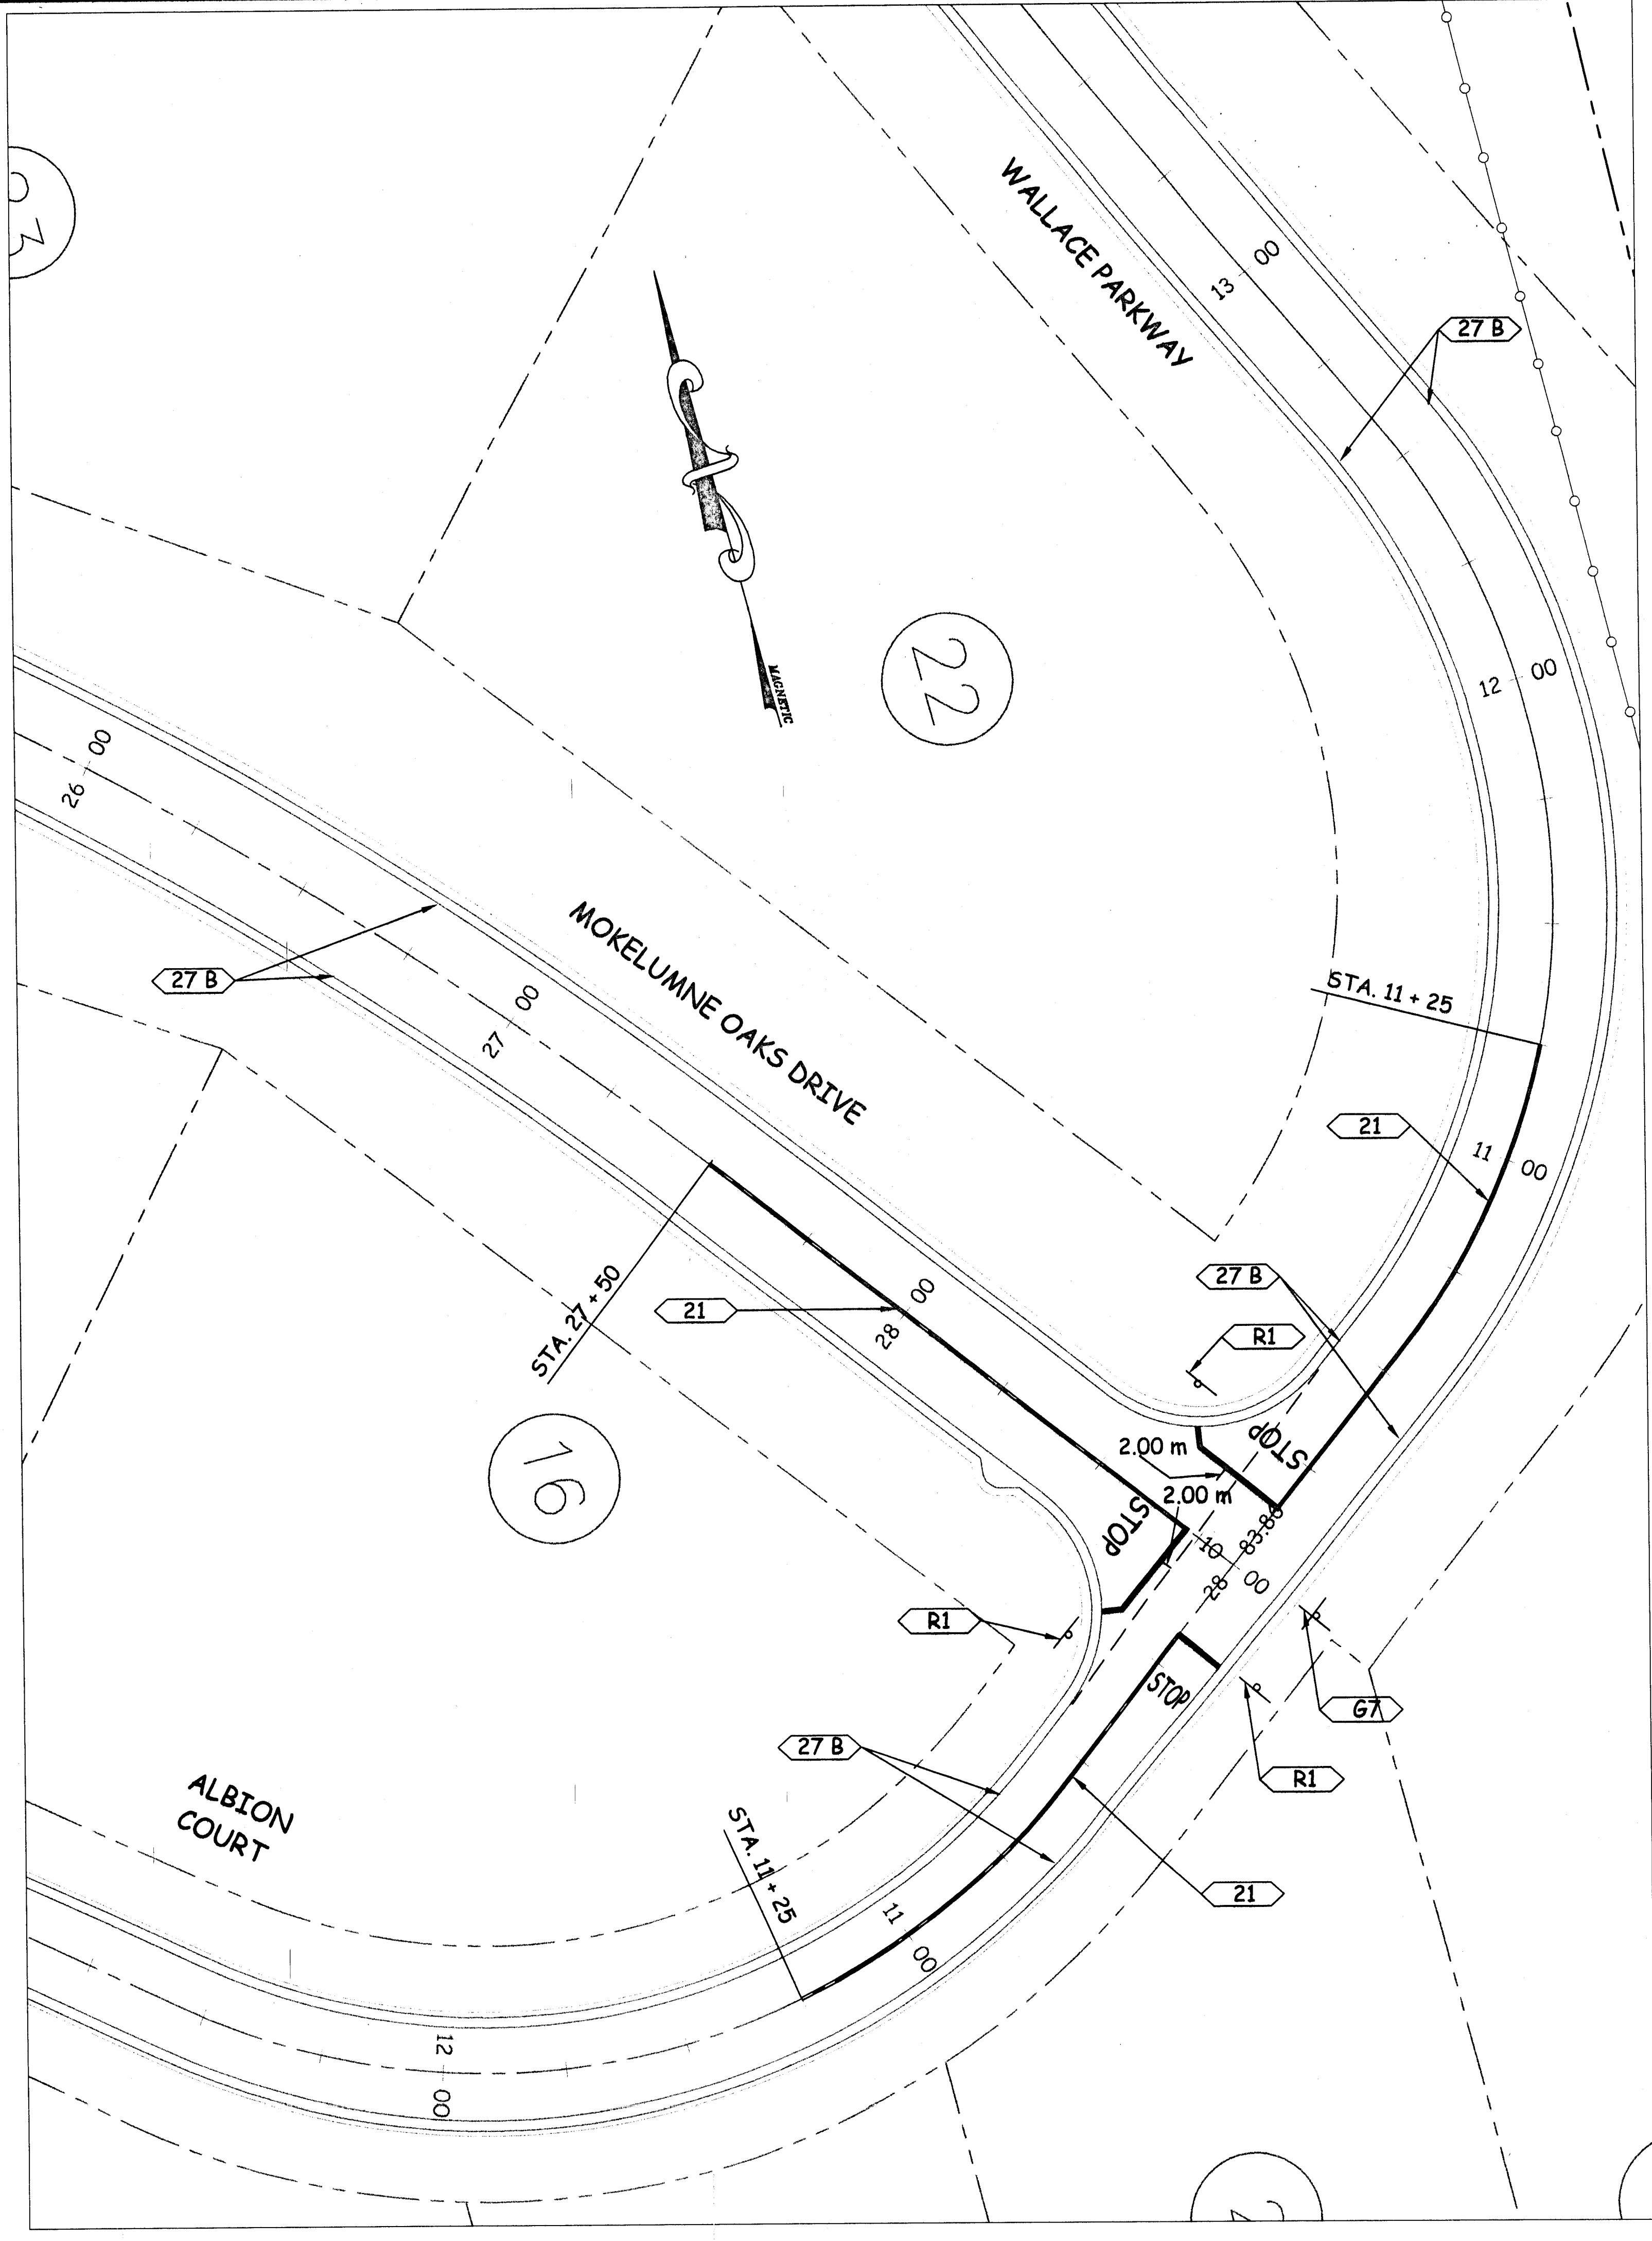 WALLACE PARKWAY
13 00
27 B
MAGNETIC
22
12 00
26 00
27 B
MOKELUMNE OAKS DRIVE
27 00
STA. 11 + 25
21
11 00
STA. 27 + 50
21
28 00
27 B
R1
16
STOP
2.00 m
2.00 m
STOP
10 83.86
28 00
R1
STOP
G7
R1
27 B
ALBION
COURT
STA. 11 + 25
21
11 00
12 00